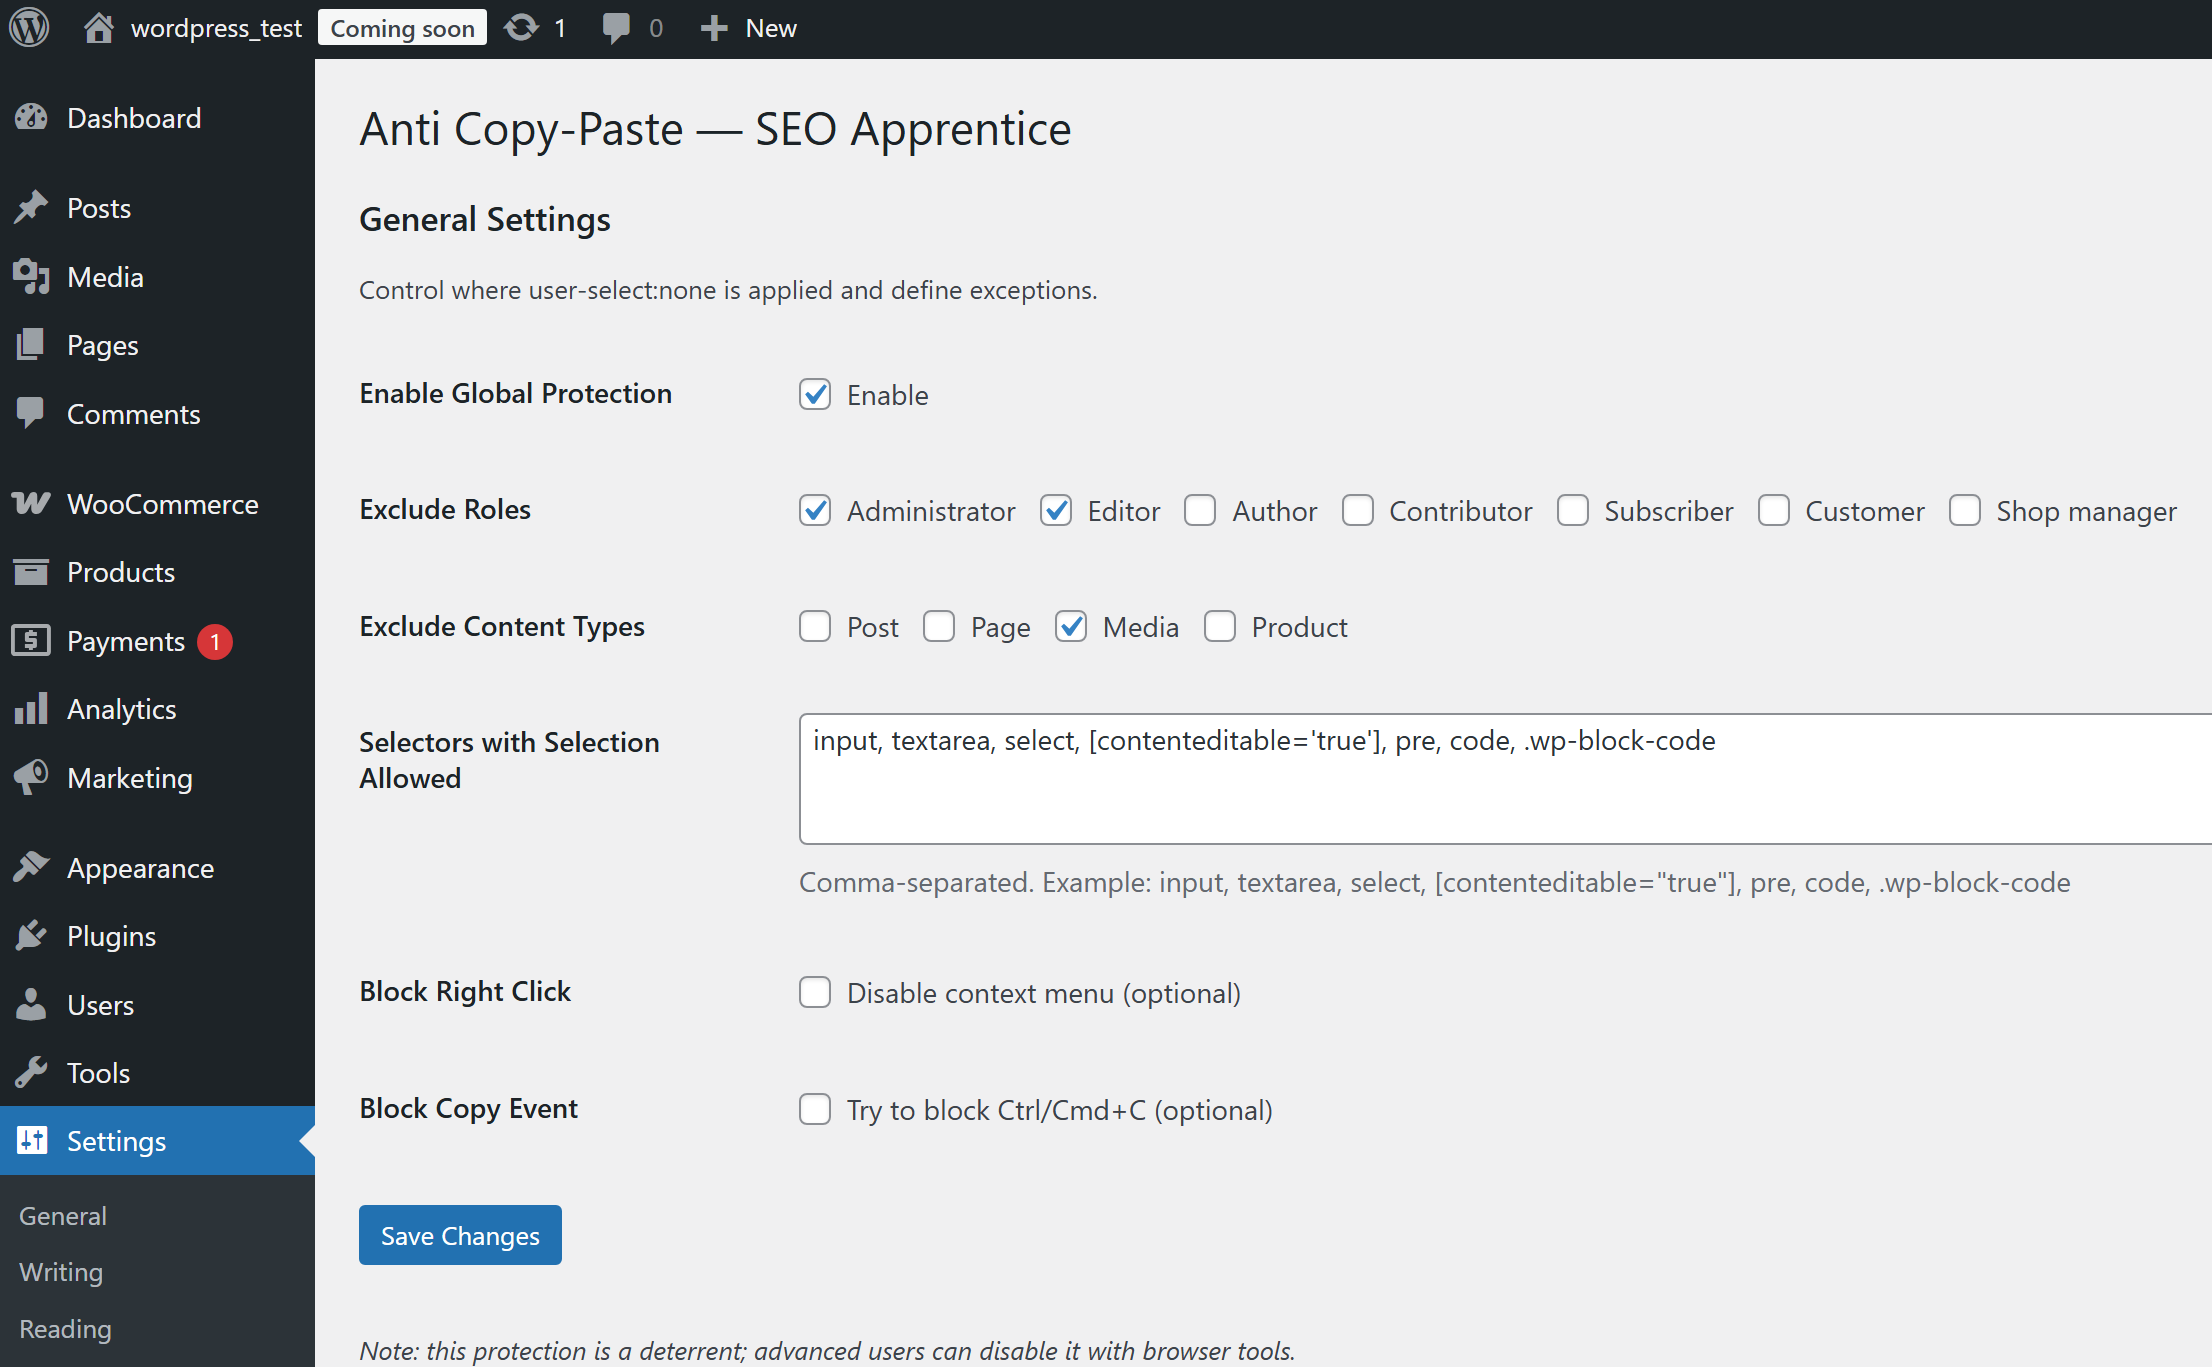 wordpress_test Coming soon 1 0 New
Dashboard
Posts
Media
Pages
Comments
WooCommerce
Products
Payments 1
Analytics
Marketing
Appearance
Plugins
Users
Tools
Settings
General
Writing
Reading
Anti Copy-Paste — SEO Apprentice
General Settings
Control where user-select:none is applied and define exceptions.
Enable Global Protection Enable
Exclude Roles Administrator Editor Author Contributor Subscriber Customer Shop manager
Exclude Content Types Post Page Media Product
Selectors with Selection
Allowed
input, textarea, select, [contenteditable='true'], pre, code, .wp-block-code
Comma-separated. Example: input, textarea, select, [contenteditable="true"], pre, code, .wp-block-code
Block Right Click Disable context menu (optional)
Block Copy Event Try to block Ctrl/Cmd+C (optional)
Save Changes
Note: this protection is a deterrent; advanced users can disable it with browser tools.